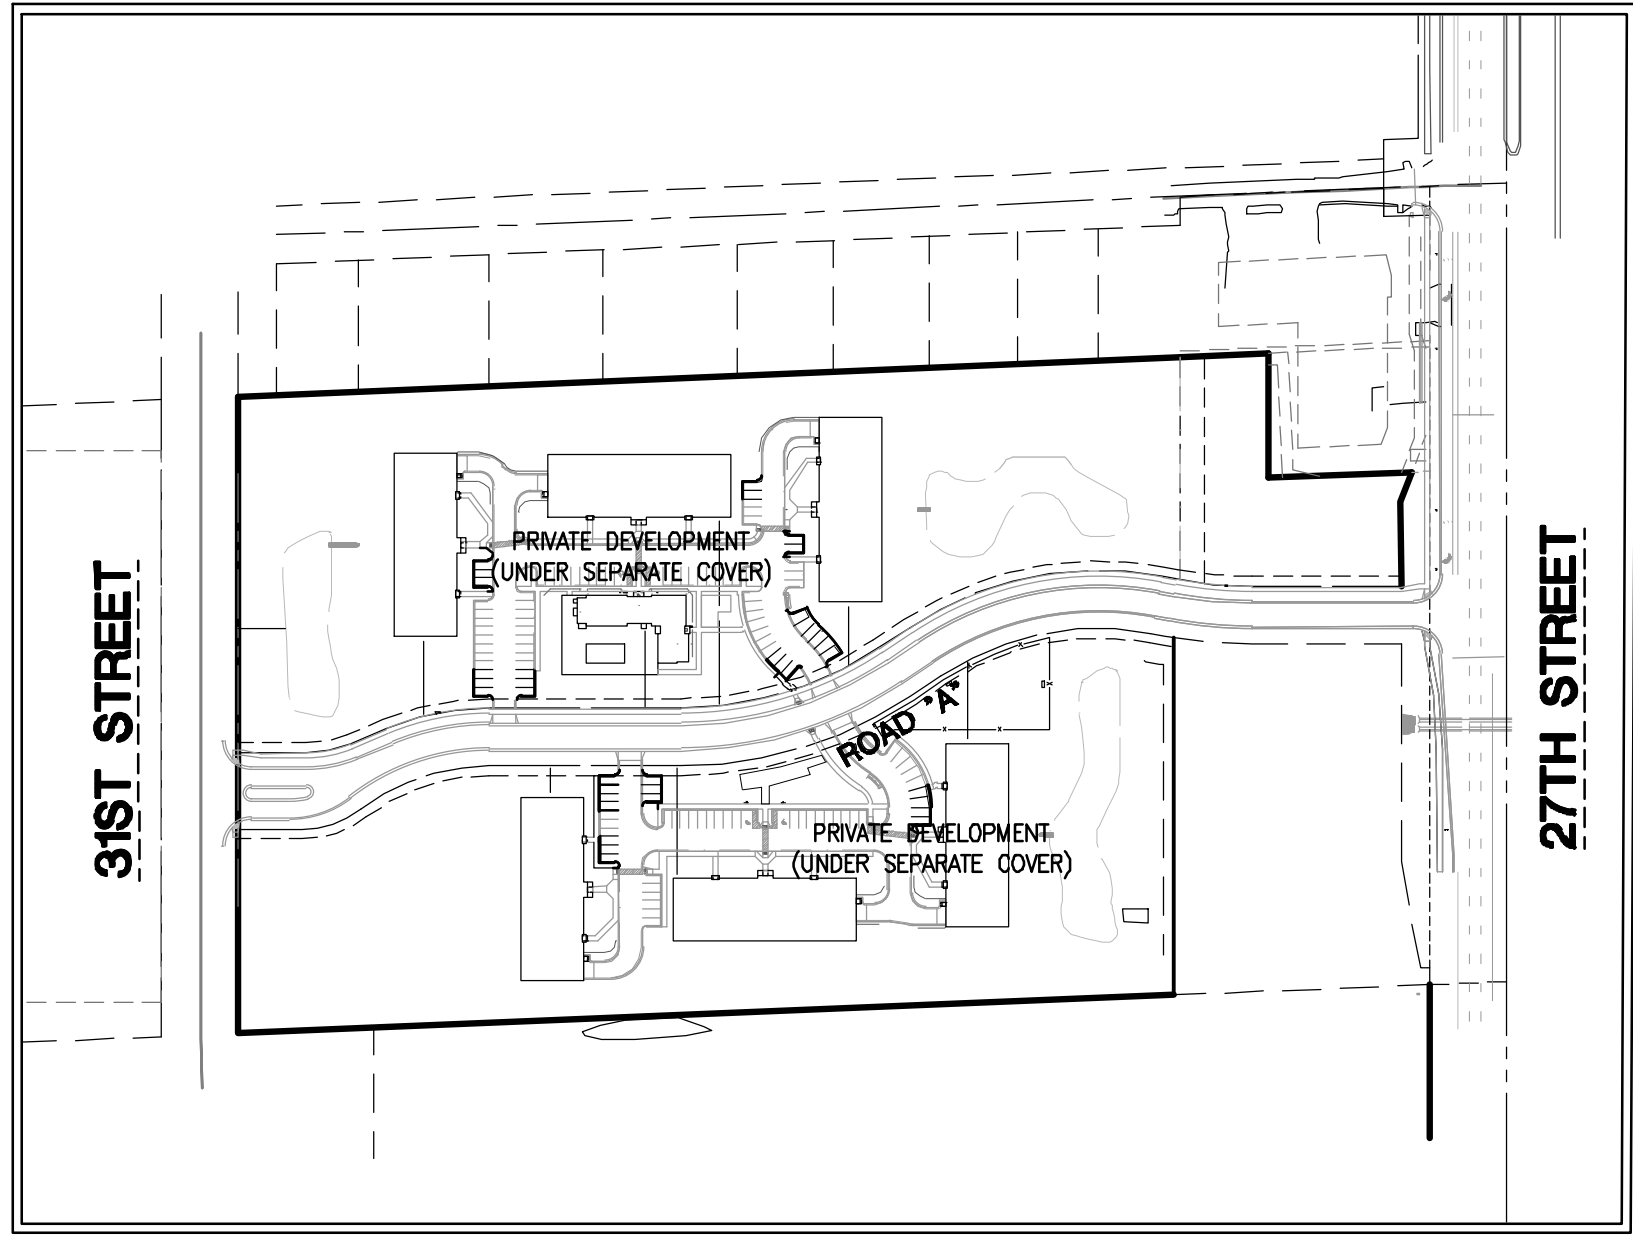 PRIVATE DEVELOPMENT
(UNDER SEPARATE COVER)
31ST STREET
27TH STREET
ROAD "A"
PRIVATE DEVELOPMENT
(UNDER SEPARATE COVER)